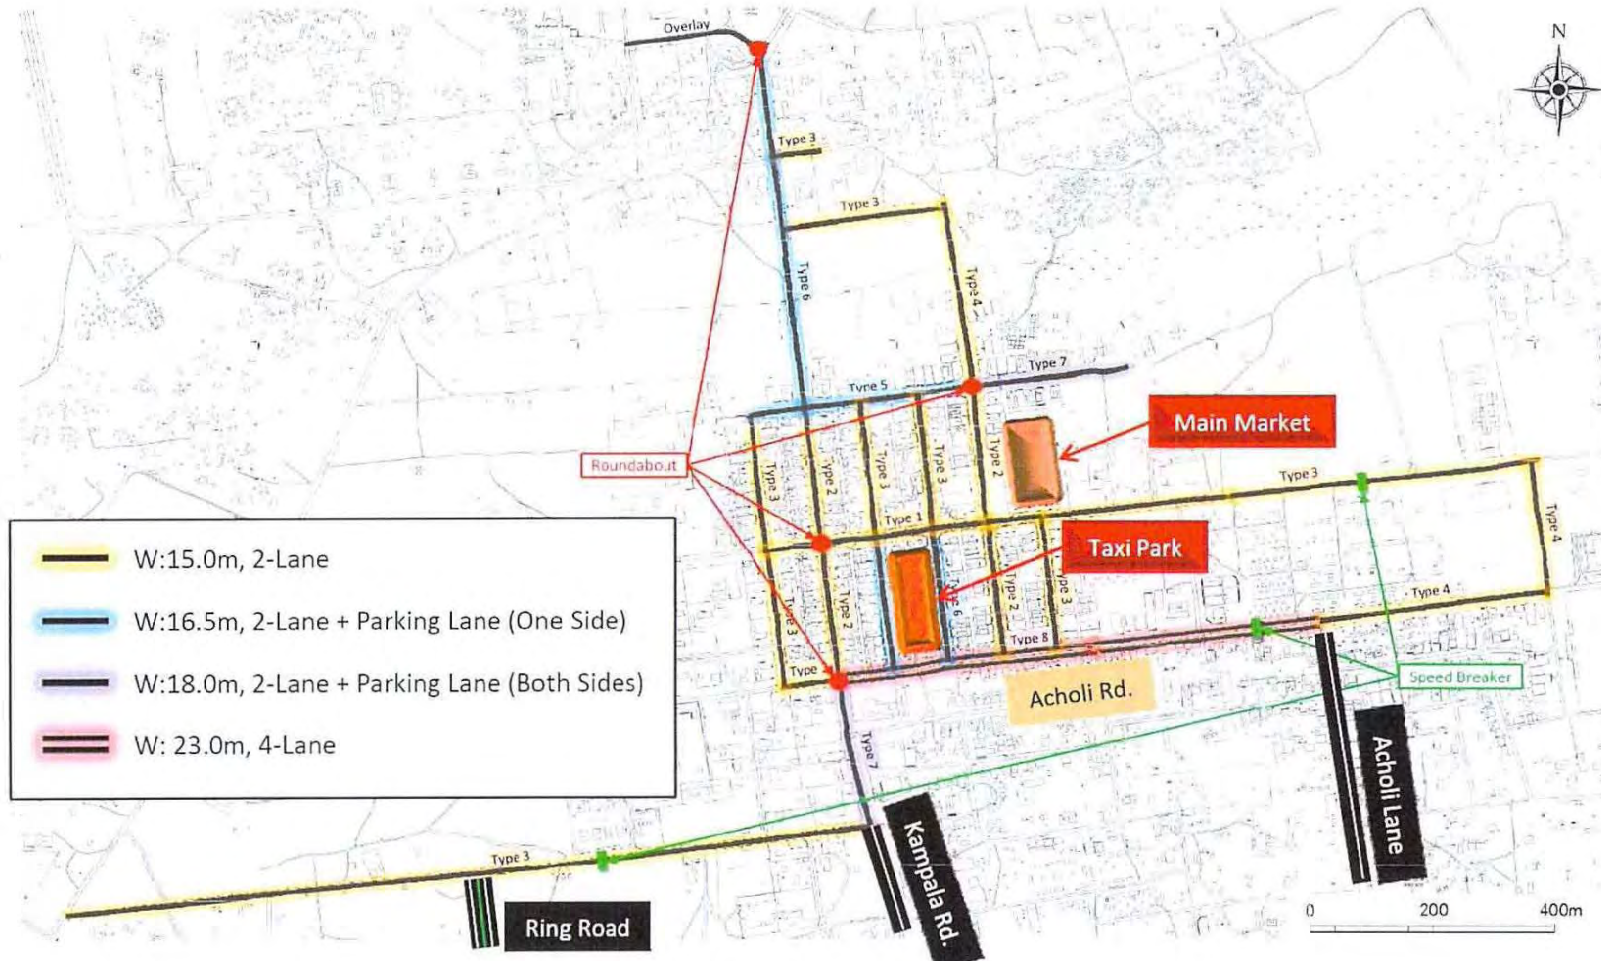 Overlay
N
Type 3
Type 3
Type 6
Type 4
Type 7
Type 5
Main Market
Roundabout
Type 3
Type 2
Type 3
Type 3
Type 2
Type 3
Type 1
Type 4
Taxi Park
W:15.0m, 2-Lane
W:16.5m, 2-Lane + Parking Lane (One Side)
W:18.0m, 2-Lane + Parking Lane (Both Sides)
W: 23.0m, 4-Lane
Type 3
Type 2
Type 2
Type 3
Type 4
Type 8
Type
Acholi Rd.
Speed Breaker
Type 7
Acholi Lane
Kampala Rd.
Type 3
Ring Road
0 200 400m